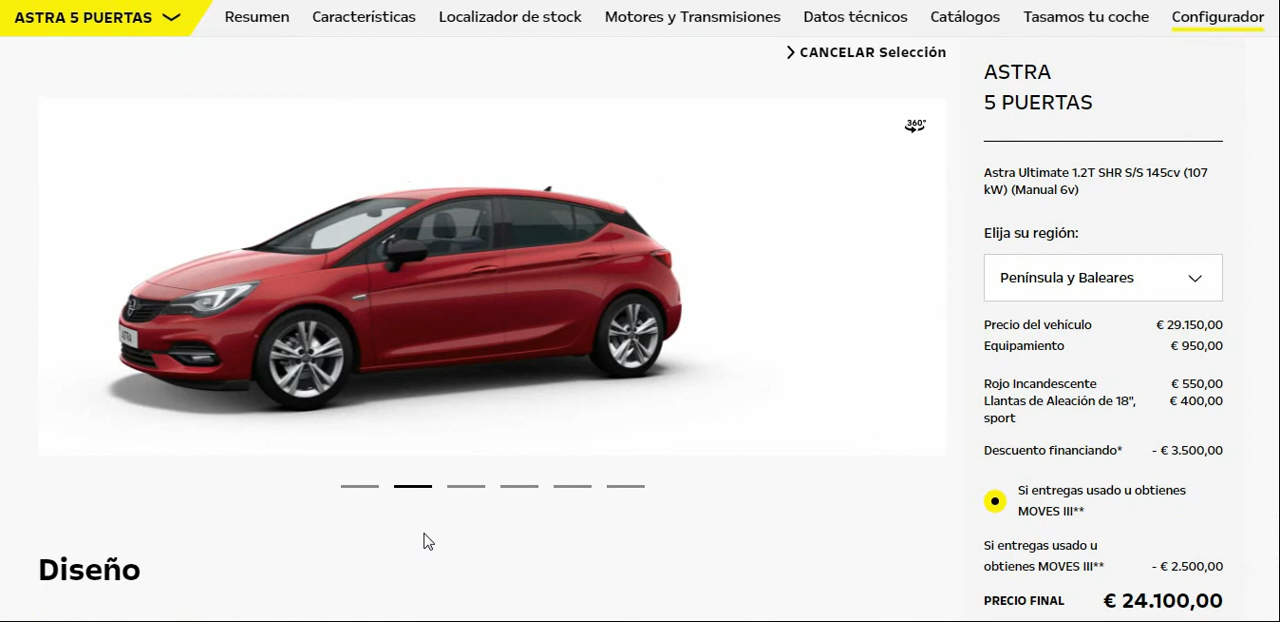 ASTRA 5 PUERTAS
Resumen
Características
Localizador de stock
Motores y Transmisiones
Datos técnicos
Catálogos
Tasamos tu coche
Configurador
CANCELAR Selección
360°
ASTRA
ASTRA
5 PUERTAS
Astra Ultimate 1.2T SHR S/S 145cv (107
kW) (Manual 6v)
Elija su región:
Península y Baleares
Precio del vehículo € 29.150,00
Equipamiento € 950,00
Rojo Incandescente € 550,00
Llantas de Aleación de 18", € 400,00
sport
Descuento financiando* - € 3.500,00
Si entregas usado u obtienes
MOVES III**
Si entregas usado u
obtienes MOVES III** - € 2.500,00
PRECIO FINAL € 24.100,00
Diseño